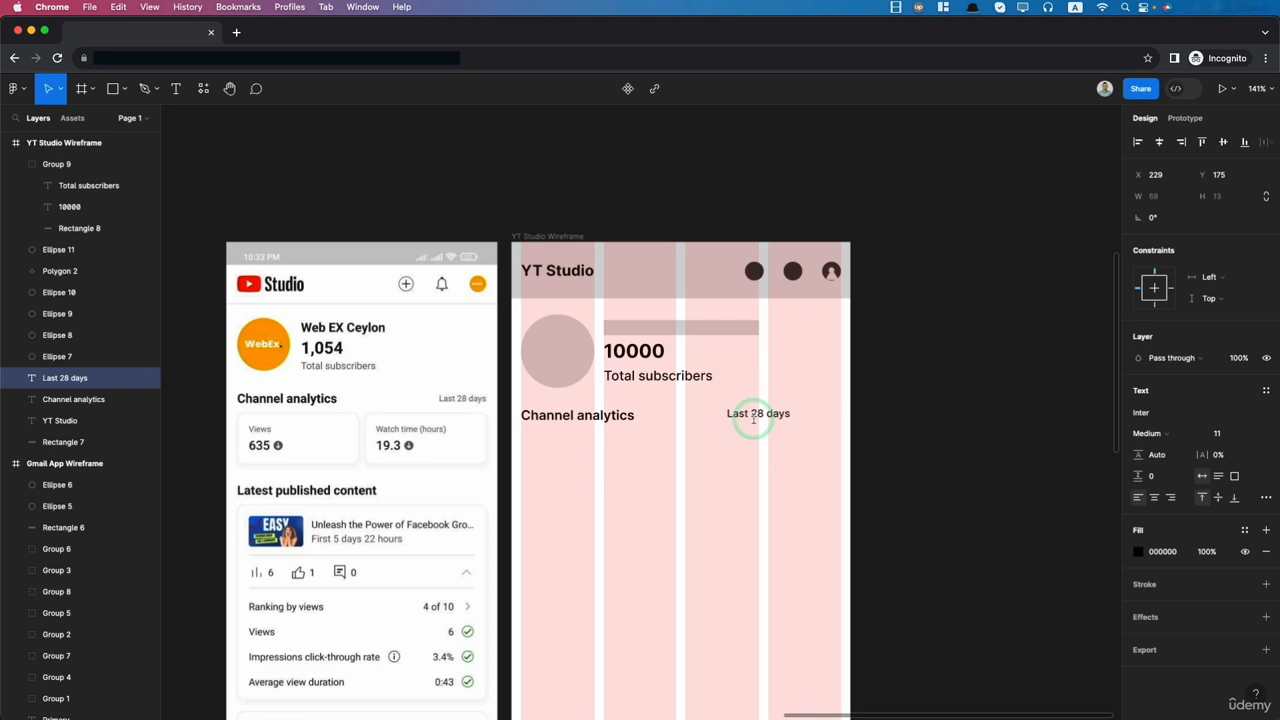 Chrome File Edit View History Bookmarks Profiles Tab Window Help
A
Incognito
Share
141%
Layers Assets Page 1
Design Prototype
YT Studio Wireframe
Group 9
Total subscribers
10000
Rectangle 8
Ellipse 11
Polygon 2
Ellipse 10
Ellipse 9
Ellipse 8
Ellipse 7
Last 28 days
Channel analytics
YT Studio
Rectangle 7
Gmail App Wireframe
Ellipse 6
Ellipse 5
Rectangle 6
Group 6
Group 3
Group 8
Group 5
Group 2
Group 7
Group 4
Group 1
10:33 PM
Studio
WebEx
Web EX Ceylon
1,054
Total subscribers
Channel analytics
Last 28 days
Views
635
Watch time (hours)
19.3
Latest published content
EASY
Unleash the Power of Facebook Gro...
First 5 days 22 hours
6 1 0
Ranking by views 4 of 10
Views 6
Impressions click-through rate 3.4%
Average view duration 0:43
YT Studio Wireframe
YT Studio
10000
Total subscribers
Channel analytics
Last 28 days
X 229 Y 175
W 68 H 13
0°
Constraints
Left
Top
Layer
Pass through 100%
Text
Inter
Medium 11
A Auto |A| 0%
0
Fill
000000 100%
Stroke
Effects
Export
?
ûdemy